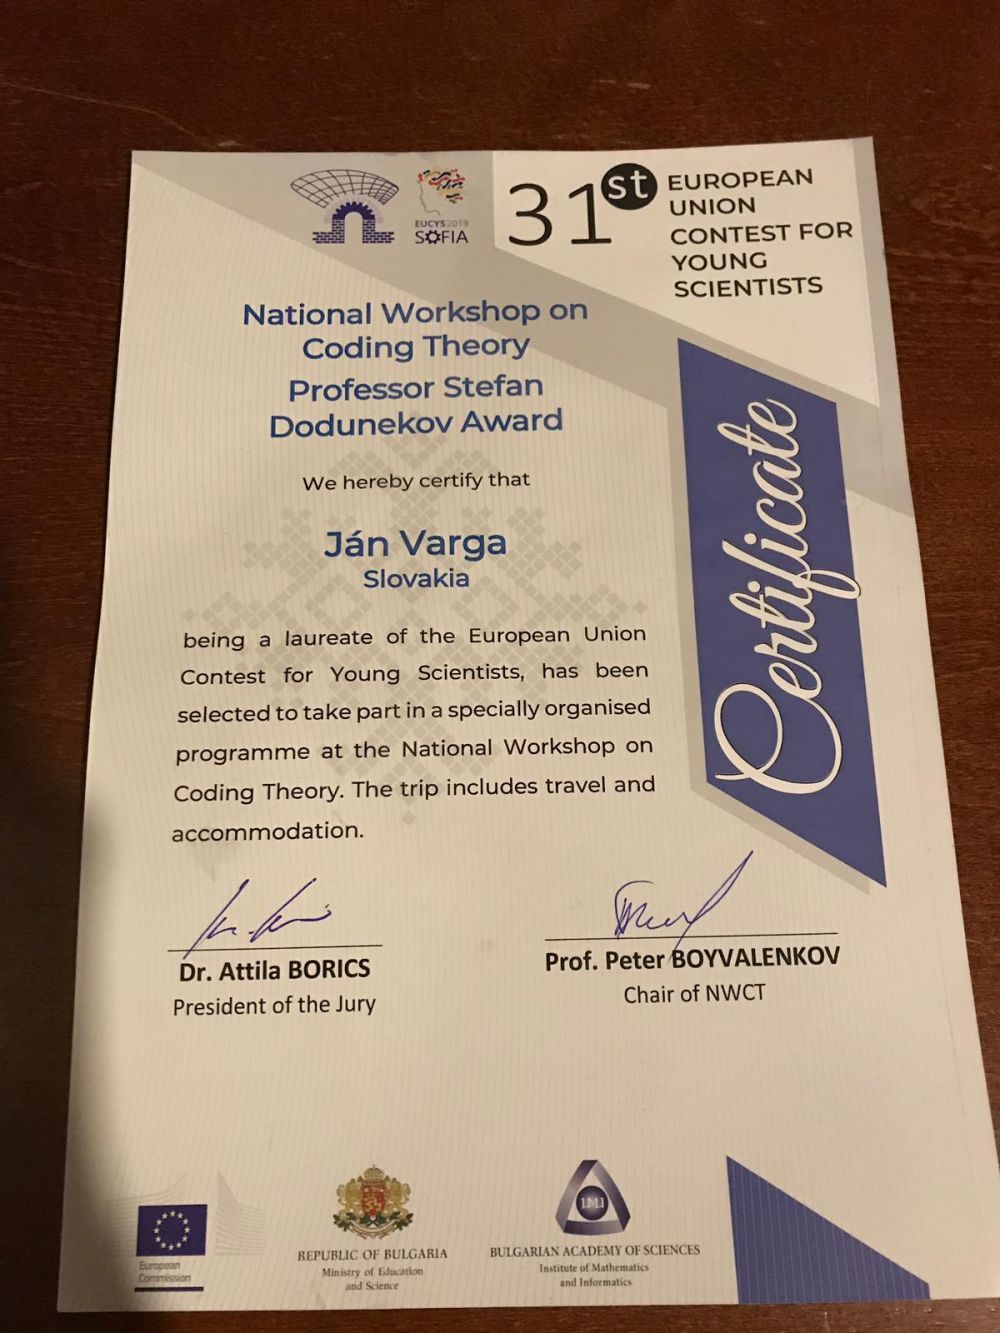 EUCYS 2019
SOFIA
31st
EUROPEAN
UNION
CONTEST FOR
YOUNG
SCIENTISTS
National Workshop on
Coding Theory
Professor Stefan
Dodunekov Award
Certificate
We hereby certify that
Ján Varga
Slovakia
being a laureate of the European Union
Contest for Young Scientists, has been
selected to take part in a specially organised
programme at the National Workshop on
Coding Theory. The trip includes travel and
accommodation.
Dr. Attila BORICS
President of the Jury
Prof. Peter BOYVALENKOV
Chair of NWCT
European
Commission
REPUBLIC OF BULGARIA
Ministry of Education
and Science
BULGARIAN ACADEMY OF SCIENCES
Institute of Mathematics
and Informatics